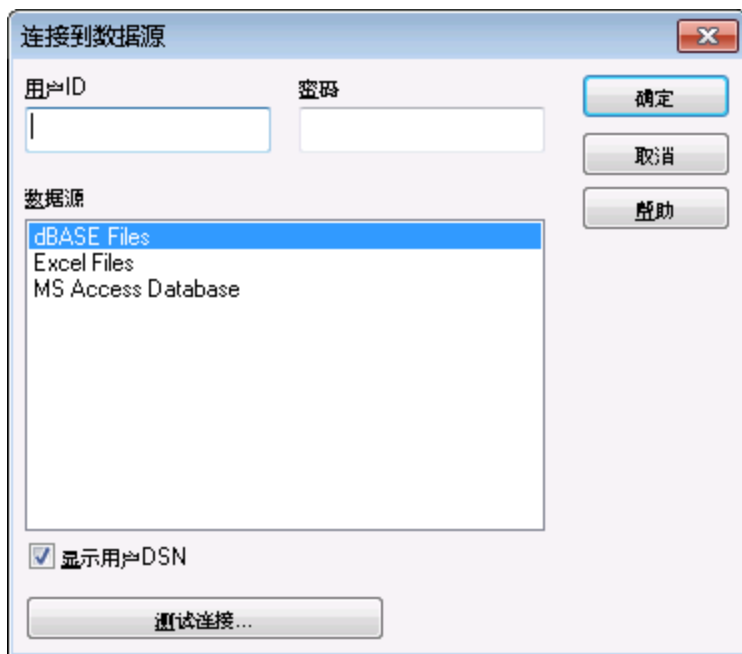 连接到数据源
用户ID
密码
确定
取消
帮助
数据源
dBASE Files
Excel Files
MS Access Database
显示用户DSN
测试连接...